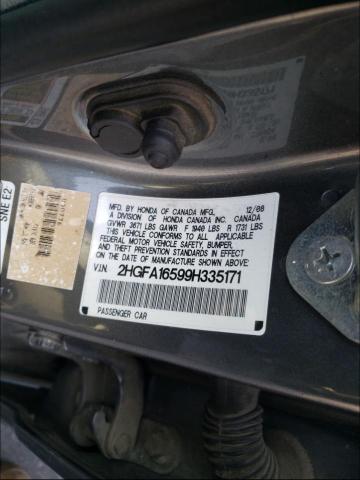 SNE E2
MFD. BY HONDA OF CANADA MFG. 12/08
A DIVISION OF HONDA CANADA INC. CANADA
GVWR 3671 LBS GAWR F 1940 LBS R 1731 LBS
THIS VEHICLE CONFORMS TO ALL APPLICABLE
FEDERAL MOTOR VEHICLE SAFETY, BUMPER,
AND THEFT PREVENTION STANDARDS IN EFFECT
ON THE DATE OF MANUFACTURE SHOWN ABOVE:
V.I.N. 2HGFA16599H335171
PASSENGER CAR